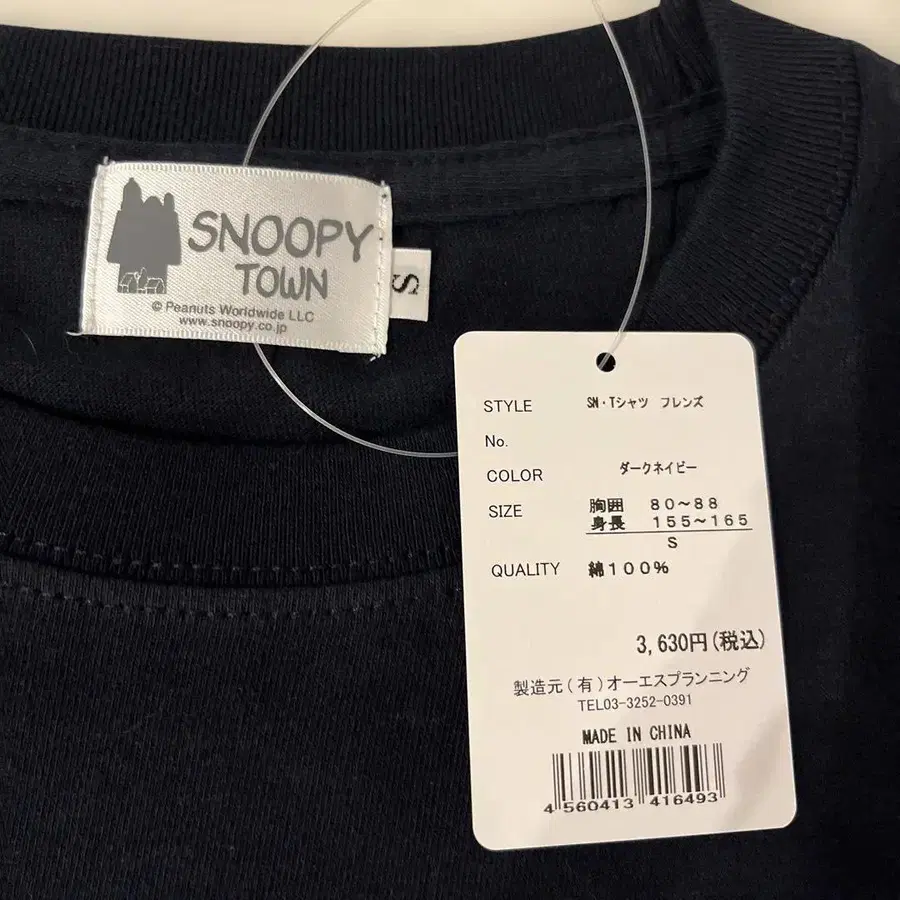 SNOOPY
TOWN
© Peanuts Worldwide LLC
www.snoopy.co.jp
S
STYLE SN・Tシャツ フレンズ
No.
COLOR ダークネイビー
SIZE 胸囲 80~88
身長 155~165
S
QUALITY 綿100%
3,630円(税込)
製造元(有)オーエスプランニング
TEL03-3252-0391
MADE IN CHINA
4 560413 416493